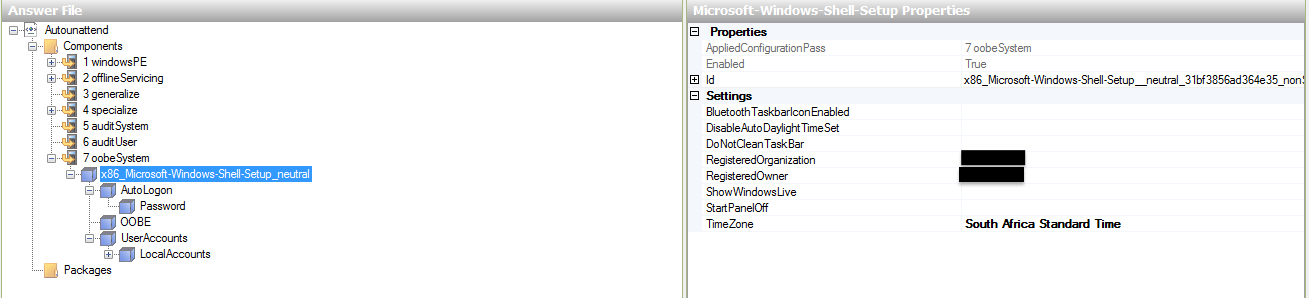 Answer File
Autounattend
Components
1 windowsPE
2 offlineServicing
3 generalize
4 specialize
5 auditSystem
6 auditUser
7 oobeSystem
x86_Microsoft-Windows-Shell-Setup_neutral
AutoLogon
Password
OOBE
UserAccounts
LocalAccounts
Packages
Microsoft-Windows-Shell-Setup Properties
Properties
AppliedConfigurationPass 7 oobeSystem
Enabled True
Id x86_Microsoft-Windows-Shell-Setup__neutral_31bf3856ad364e35_nonS
Settings
BluetoothTaskbarIconEnabled
DisableAutoDaylightTimeSet
DoNotCleanTaskBar
RegisteredOrganization
RegisteredOwner
ShowWindowsLive
StartPanelOff
TimeZone South Africa Standard Time